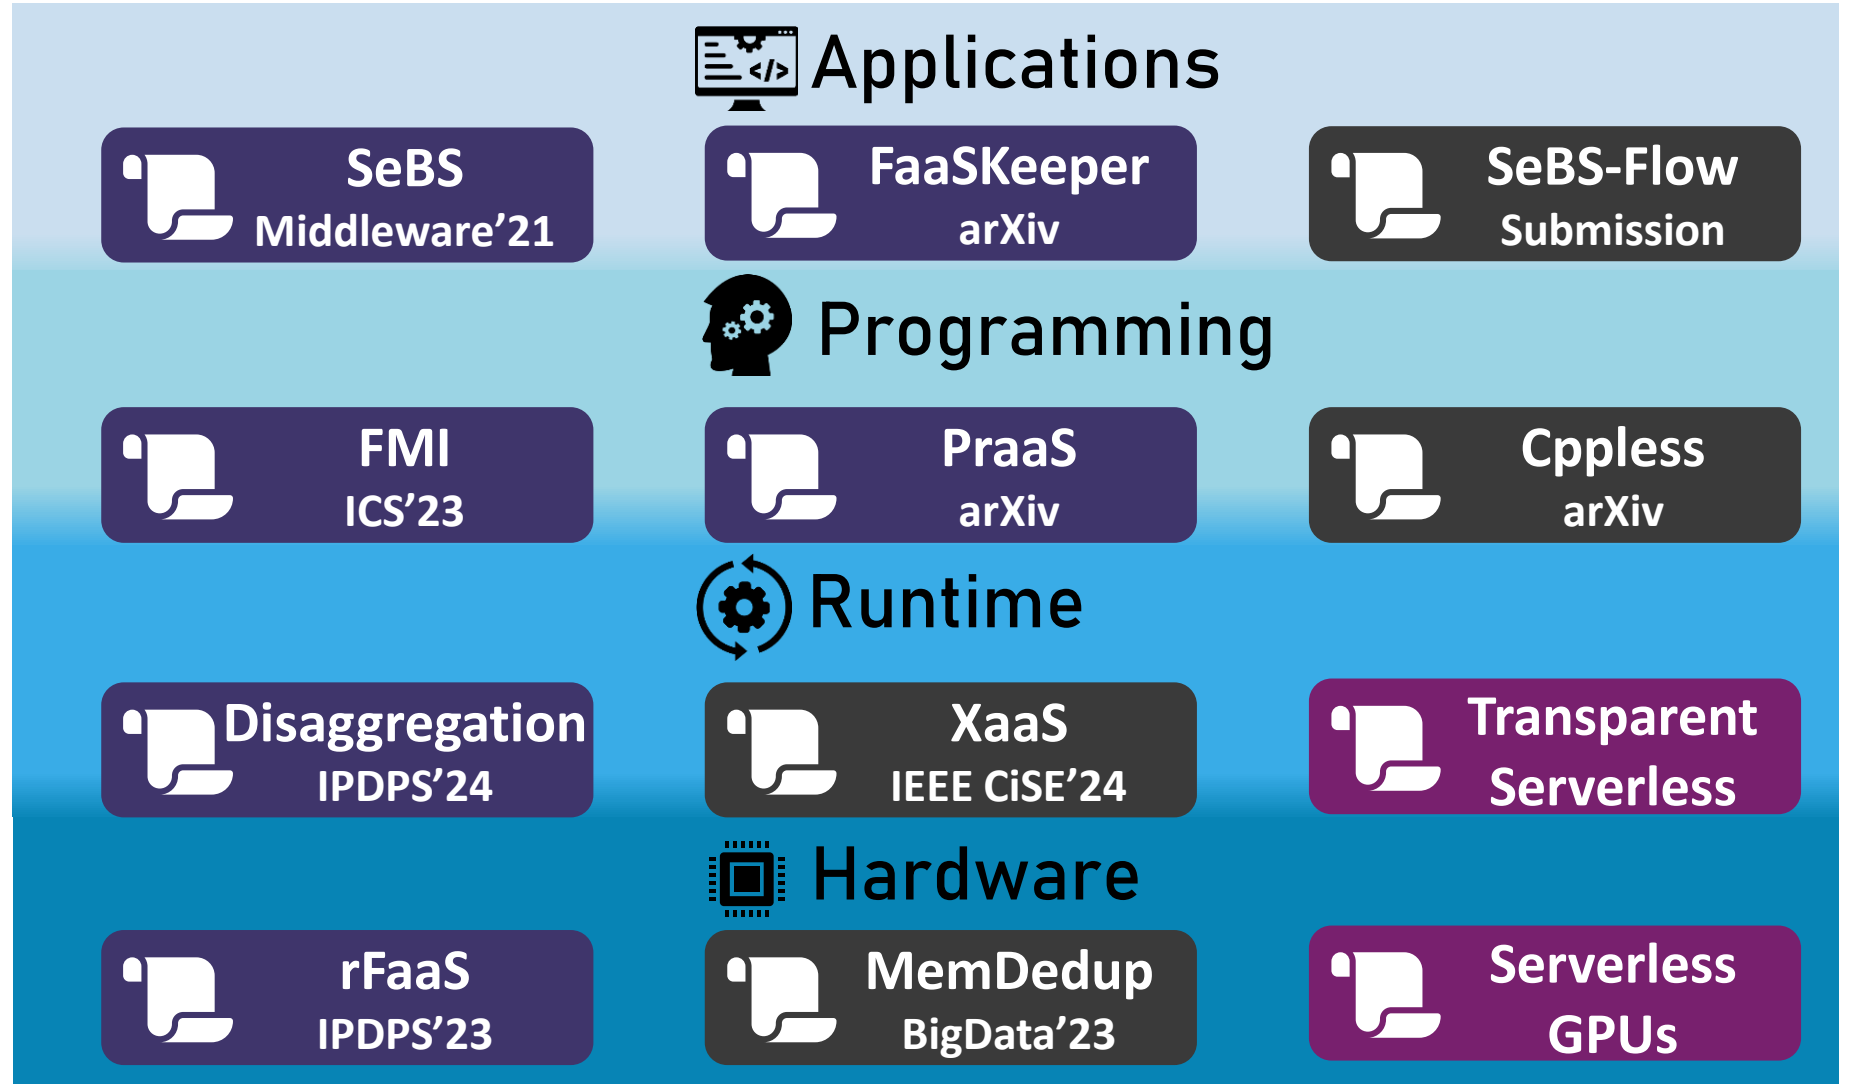 Applications
SeBS
Middleware’21
FaaSKeeper
arXiv
SeBS-Flow
Submission
Programming
FMI
ICS’23
PraaS
arXiv
Cppless
arXiv
Runtime
Disaggregation
IPDPS’24
XaaS
IEEE CiSE’24
Transparent
Serverless
Hardware
rFaaS
IPDPS’23
MemDedup
BigData’23
Serverless
GPUs